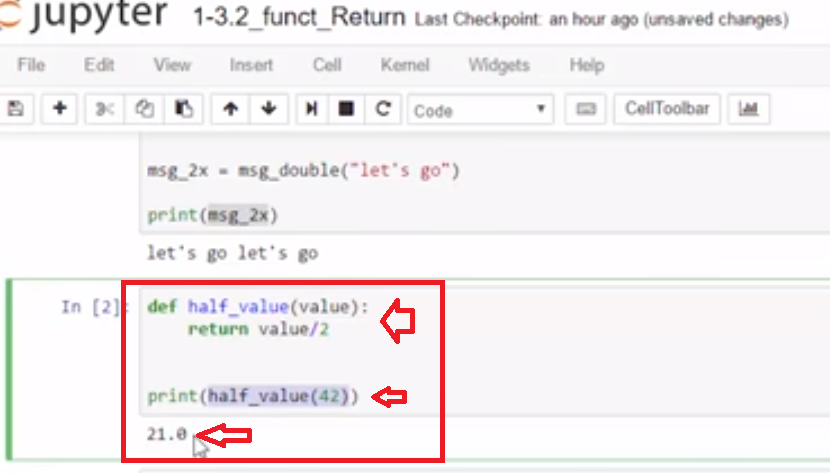 jupyter 1-3.2_funct_Return Last Checkpoint: an hour ago (unsaved changes)
File Edit View Insert Cell Kernel Widgets Help
Code CellToolbar
msg_2x = msg_double("let's go")
print(msg_2x)
let's go let's go
In [2]: def half_value(value):
return value/2
print(half_value(42))
21.0